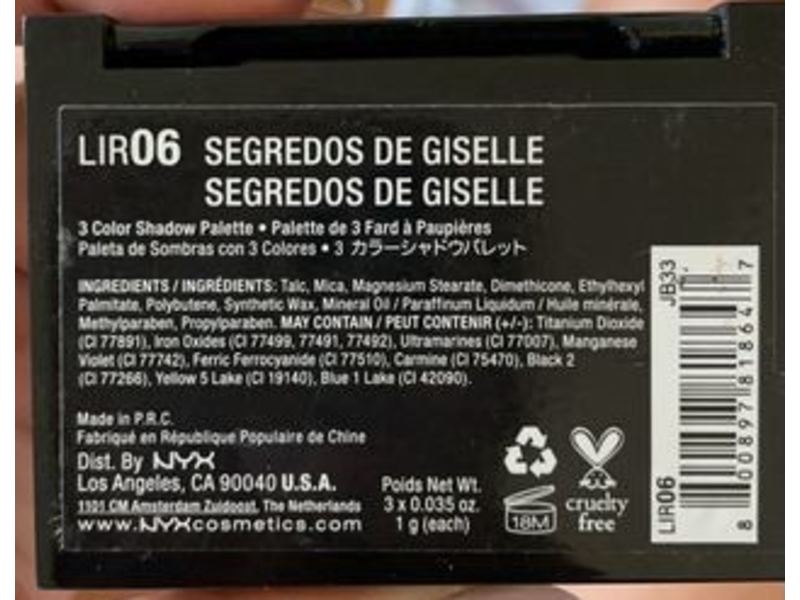 LIR06 SEGREDOS DE GISELLE
SEGREDOS DE GISELLE
3 Color Shadow Palette • Palette de 3 Fard à Paupières
Paleta de Sombras con 3 Colores • 3 カラーシャドウパレット
INGREDIENTS / INGRÉDIENTS: Talc, Mica, Magnesium Stearate, Dimethicone, Ethylhexyl
Palmitate, Polybutene, Synthetic Wax, Mineral Oil / Paraffinum Liquidum / Huile minérale,
Methylparaben, Propylparaben. MAY CONTAIN / PEUT CONTENIR (+/-): Titanium Dioxide
(CI 77891), Iron Oxides (CI 77499, 77491, 77492), Ultramarines (CI 77007), Manganese
Violet (CI 77742), Ferric Ferrocyanide (CI 77510), Carmine (CI 75470), Black 2
(CI 77266), Yellow 5 Lake (CI 19140), Blue 1 Lake (CI 42090).
Made in P.R.C.
Fabriqué en République Populaire de Chine
Dist. By NYX
Los Angeles, CA 90040 U.S.A.
1101 CM Amsterdam Zuidoost, The Netherlands
www.NYXcosmetics.com
Poids Net Wt.
3 x 0.035 oz.
1 g (each)
18M
cruelty
free
LIR06
JB33
8 00897 81864 7